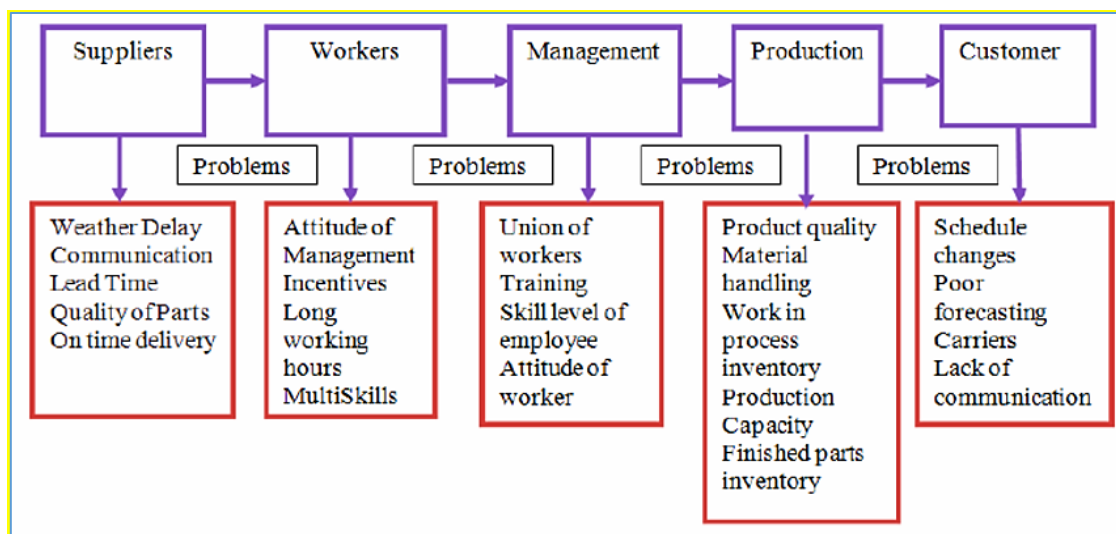 Suppliers
Workers
Management
Production
Customer
Problems
Problems
Problems
Problems
Weather Delay
Communication
Lead Time
Quality of Parts
On time delivery
Attitude of
Management
Incentives
Long
working
hours
MultiSkills
Union of
workers
Training
Skill level of
employee
Attitude of
worker
Product quality
Material
handling
Work in
process
inventory
Production
Capacity
Finished parts
inventory
Schedule
changes
Poor
forecasting
Carriers
Lack of
communication